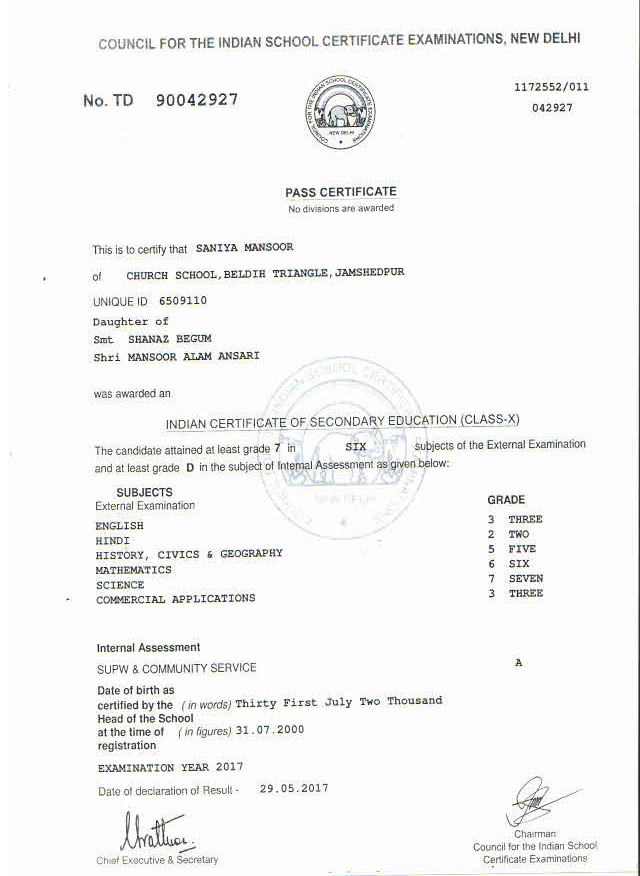 COUNCIL FOR THE INDIAN SCHOOL CERTIFICATE EXAMINATIONS, NEW DELHI
No. TD 90042927
1172552/011
042927
COUNCIL FOR THE INDIAN SCHOOL CERTIFICATE EXAMINATIONS
NEW DELHI
PASS CERTIFICATE
No divisions are awarded
This is to certify that SANIYA MANSOOR
of CHURCH SCHOOL,BELDIH TRIANGLE,JAMSHEDPUR
UNIQUE ID 6509110
Daughter of
Smt SHANAZ BEGUM
Shri MANSOOR ALAM ANSARI
was awarded an
INDIAN CERTIFICATE OF SECONDARY EDUCATION (CLASS-X)
The candidate attained at least grade 7 in SIX subjects of the External Examination
and at least grade D in the subject of Internal Assessment as given below:
NEW DELHI
SUBJECTS GRADE
External Examination
ENGLISH 3 THREE
HINDI 2 TWO
HISTORY, CIVICS & GEOGRAPHY 5 FIVE
MATHEMATICS 6 SIX
SCIENCE 7 SEVEN
COMMERCIAL APPLICATIONS 3 THREE
Internal Assessment
SUPW & COMMUNITY SERVICE A
Date of birth as
certified by the (in words) Thirty First July Two Thousand
Head of the School
at the time of (in figures) 31.07.2000
registration
EXAMINATION YEAR 2017
Date of declaration of Result - 29.05.2017
Chief Executive & Secretary
Chairman
Council for the Indian School
Certificate Examinations